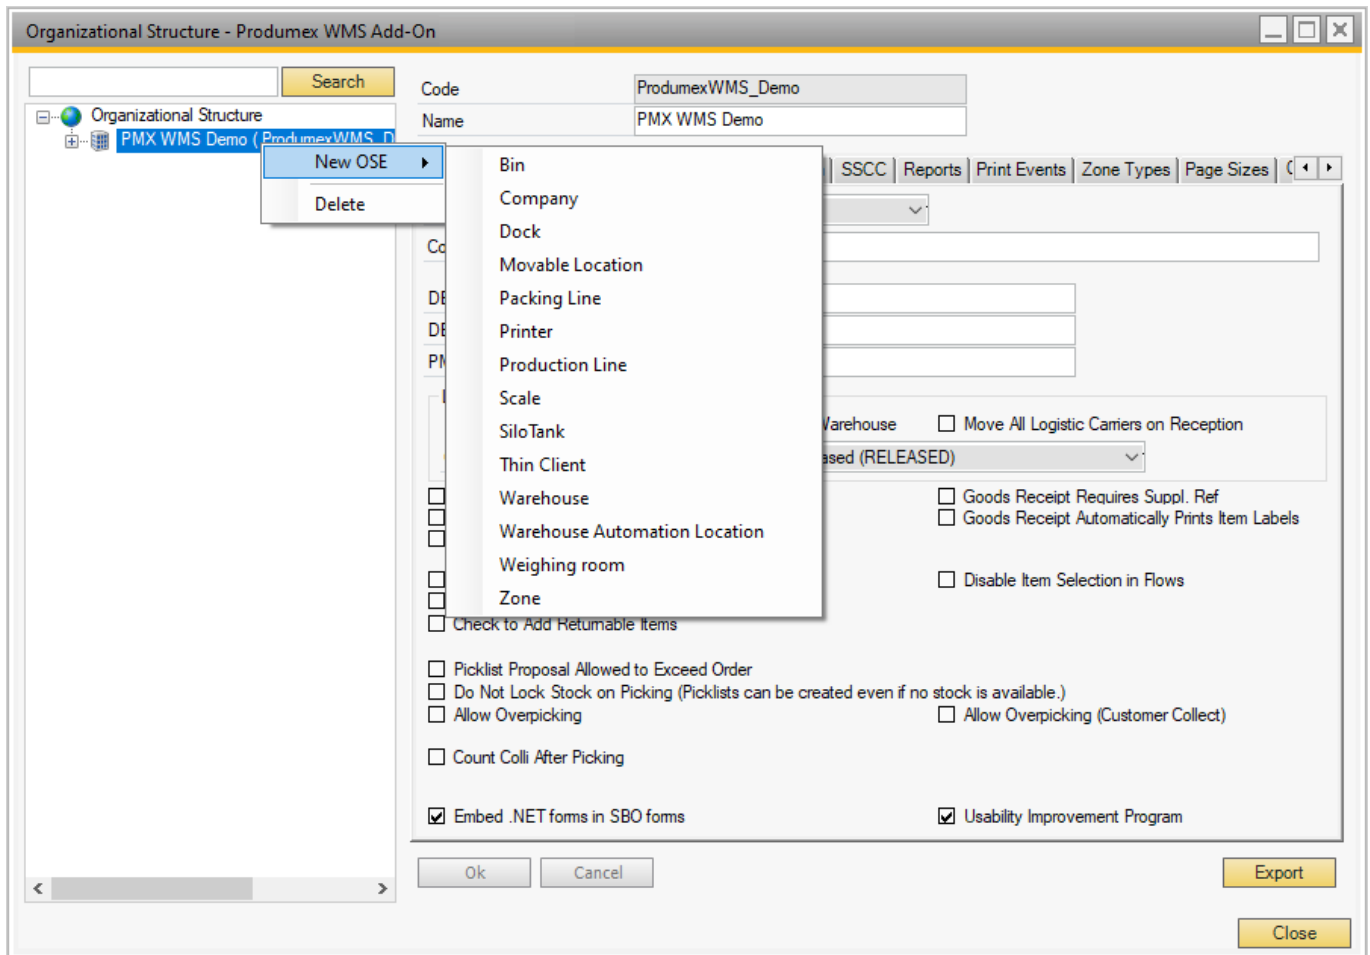 Organizational Structure - Produmex WMS Add-On
Search
Organizational Structure
PMX WMS Demo ( ProdumexWMS_D
Code
ProdumexWMS_Demo
Name
PMX WMS Demo
New OSE
Delete
Bin
Company
Dock
Movable Location
Packing Line
Printer
Production Line
Scale
SiloTank
Thin Client
Warehouse
Warehouse Automation Location
Weighing room
Zone
SSCC
Reports
Print Events
Zone Types
Page Sizes
Co
DE
DE
PM
Warehouse
Move All Logistic Carriers on Reception
ased (RELEASED)
Goods Receipt Requires Suppl. Ref
Goods Receipt Automatically Prints Item Labels
Disable Item Selection in Flows
Check to Add Returnable Items
Picklist Proposal Allowed to Exceed Order
Do Not Lock Stock on Picking (Picklists can be created even if no stock is available.)
Allow Overpicking
Allow Overpicking (Customer Collect)
Count Colli After Picking
Embed .NET forms in SBO forms
Usability Improvement Program
Ok
Cancel
Export
Close